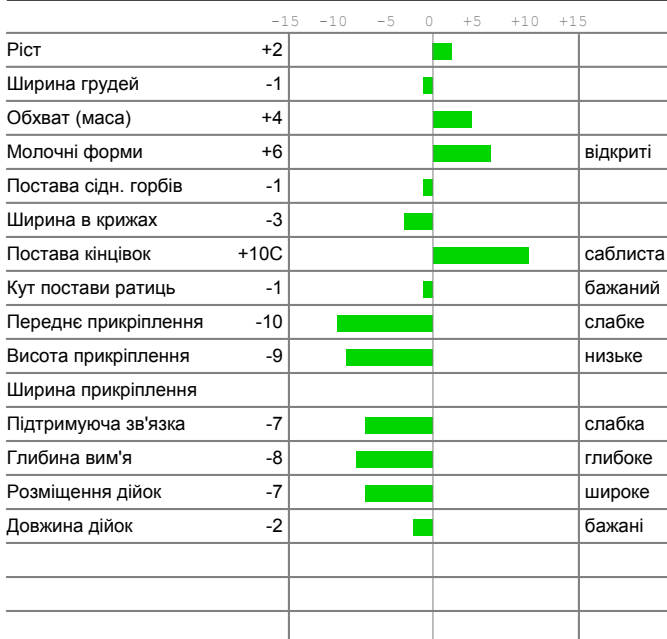 -15 -10 -5 0 +5 +10 +15
Ріст +2
Ширина грудей -1
Обхват (маса) +4
Молочні форми +6 відкриті
Постава сідн. горбів -1
Ширина в крижах -3
Постава кінцівок +10C саблиста
Кут постави ратиць -1 бажаний
Переднє прикріплення -10 слабке
Висота прикріплення -9 низьке
Ширина прикріплення
Підтримуюча зв'язка -7 слабка
Глибина вим'я -8 глибоке
Розміщення дійок -7 широке
Довжина дійок -2 бажані